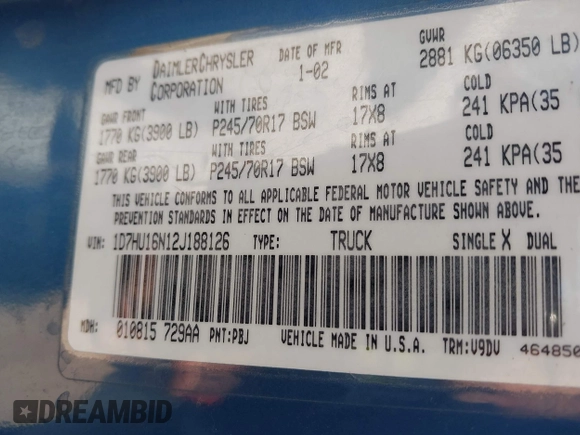 MFD BY DAIMLERCHRYSLER CORPORATION DATE OF MFR 1-02 GVWR 2881 KG(06350 LB)
GAWR FRONT WITH TIRES RIMS AT COLD
1770 KG(3900 LB) P245/70R17 BSW 17X8 241 KPA(35
GAWR REAR WITH TIRES RIMS AT COLD
1770 KG(3900 LB) P245/70R17 BSW 17X8 241 KPA(35
THIS VEHICLE CONFORMS TO ALL APPLICABLE FEDERAL MOTOR VEHICLE SAFETY AND THE
PREVENTION STANDARDS IN EFFECT ON THE DATE OF MANUFACTURE SHOWN ABOVE.
VIN: 1D7HU16N12J188126 TYPE: TRUCK SINGLE X DUAL
MDH: 010815 729AA PNT:PBJ VEHICLE MADE IN U.S.A. TRM:V9DV 464850
DREAMBID